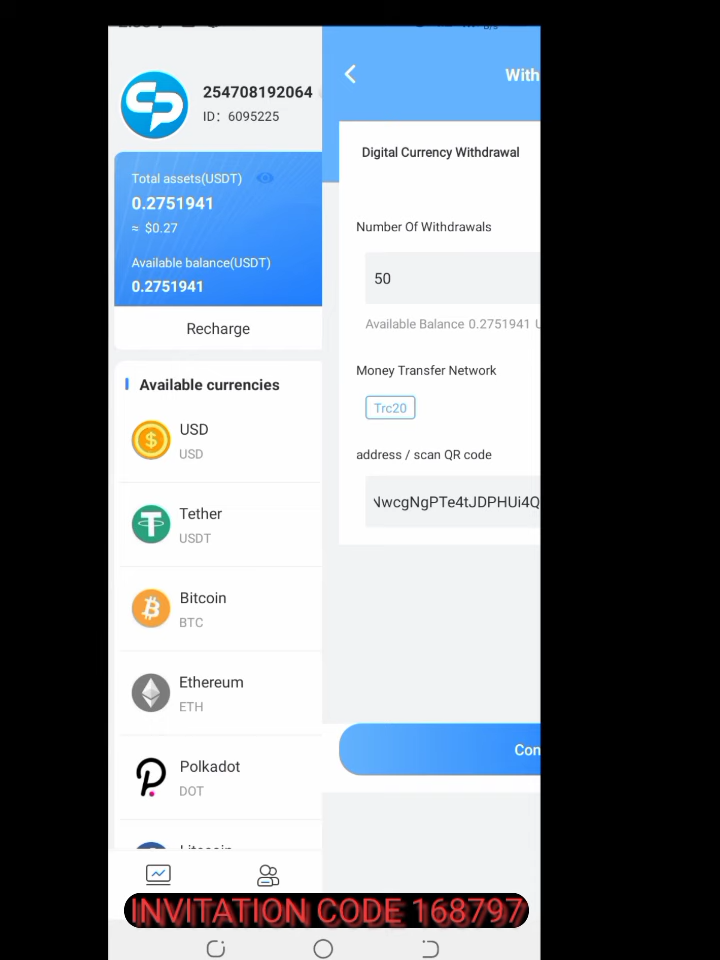 254708192064
ID: 6095225
Total assets(USDT)
0.2751941
≈ $0.27
Available balance(USDT)
0.2751941
Recharge
Available currencies
USD
USD
Tether
USDT
Bitcoin
BTC
Ethereum
ETH
Polkadot
DOT
With
Digital Currency Withdrawal
Number Of Withdrawals
50
Available Balance 0.2751941 U
Money Transfer Network
Trc20
address / scan QR code
NwcgNgPTe4tJDPHUi4Q
Con
INVITATION CODE 168797